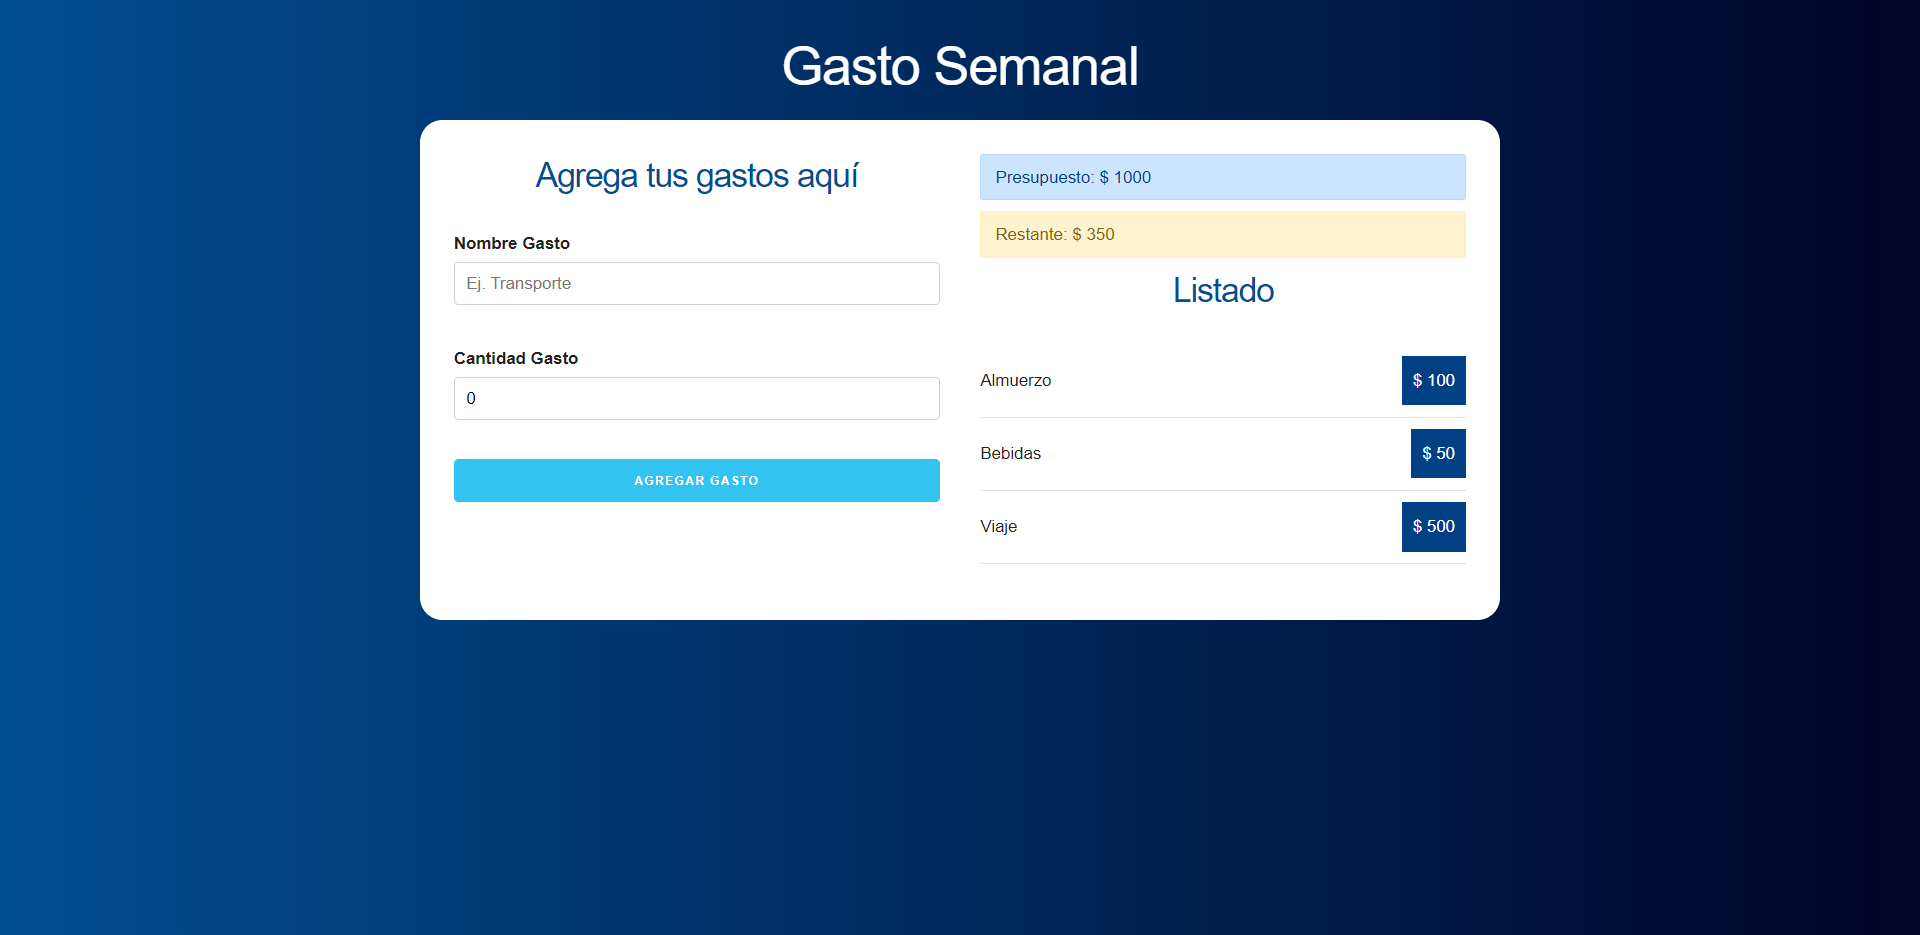 Gasto Semanal
Agrega tus gastos aquí
Nombre Gasto
Ej. Transporte
Cantidad Gasto
0
AGREGAR GASTO
Presupuesto: $ 1000
Restante: $ 350
Listado
Almuerzo $ 100
Bebidas $ 50
Viaje $ 500